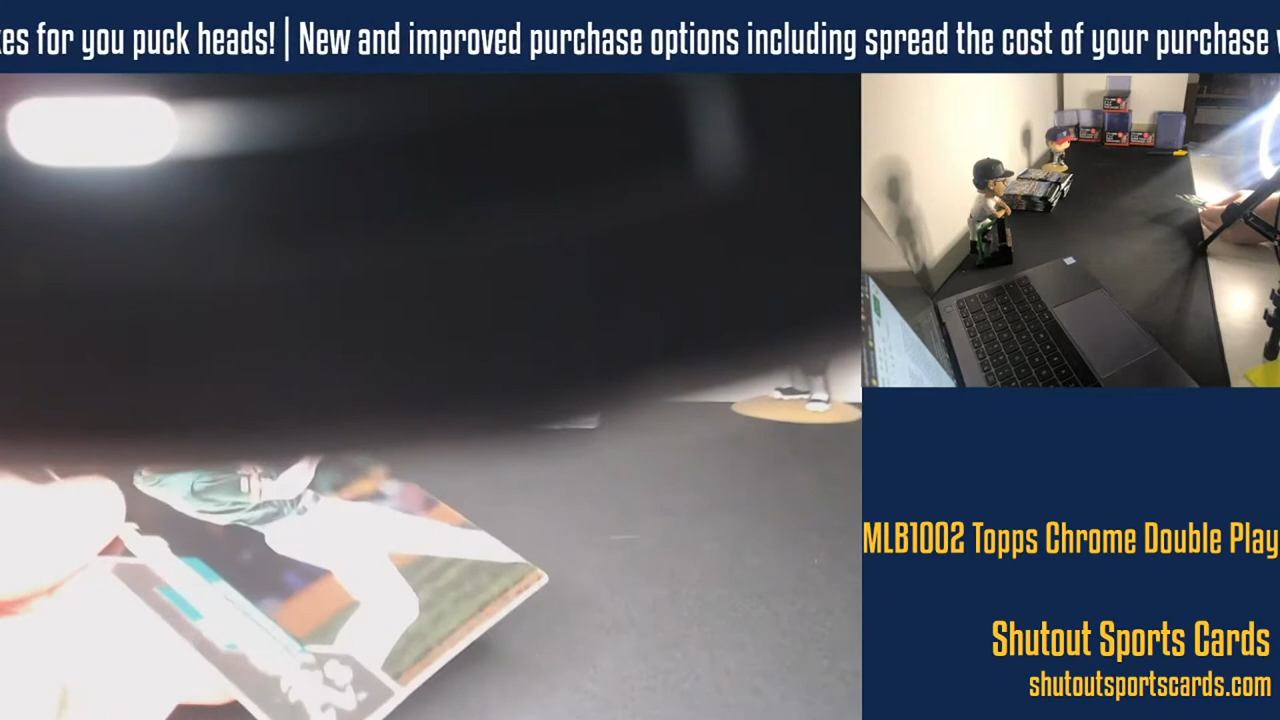 es for you puck heads! | New and improved purchase options including spread the cost of your purchase
MLB1002 Topps Chrome Double Play
Shutout Sports Cards
shutoutsportscards.com